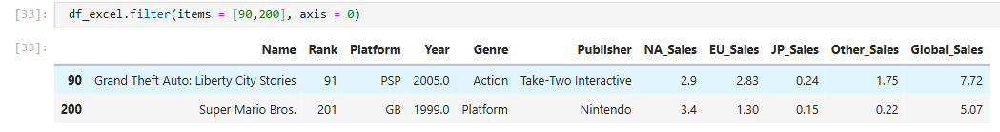 [33]: df_excel.filter(items = [90,200], axis = 0)
[33]:
Name Rank Platform Year Genre Publisher NA_Sales EU_Sales JP_Sales Other_Sales Global_Sales
90 Grand Theft Auto: Liberty City Stories 91 PSP 2005.0 Action Take-Two Interactive 2.9 2.83 0.24 1.75 7.72
200 Super Mario Bros. 201 GB 1999.0 Platform Nintendo 3.4 1.30 0.15 0.22 5.07